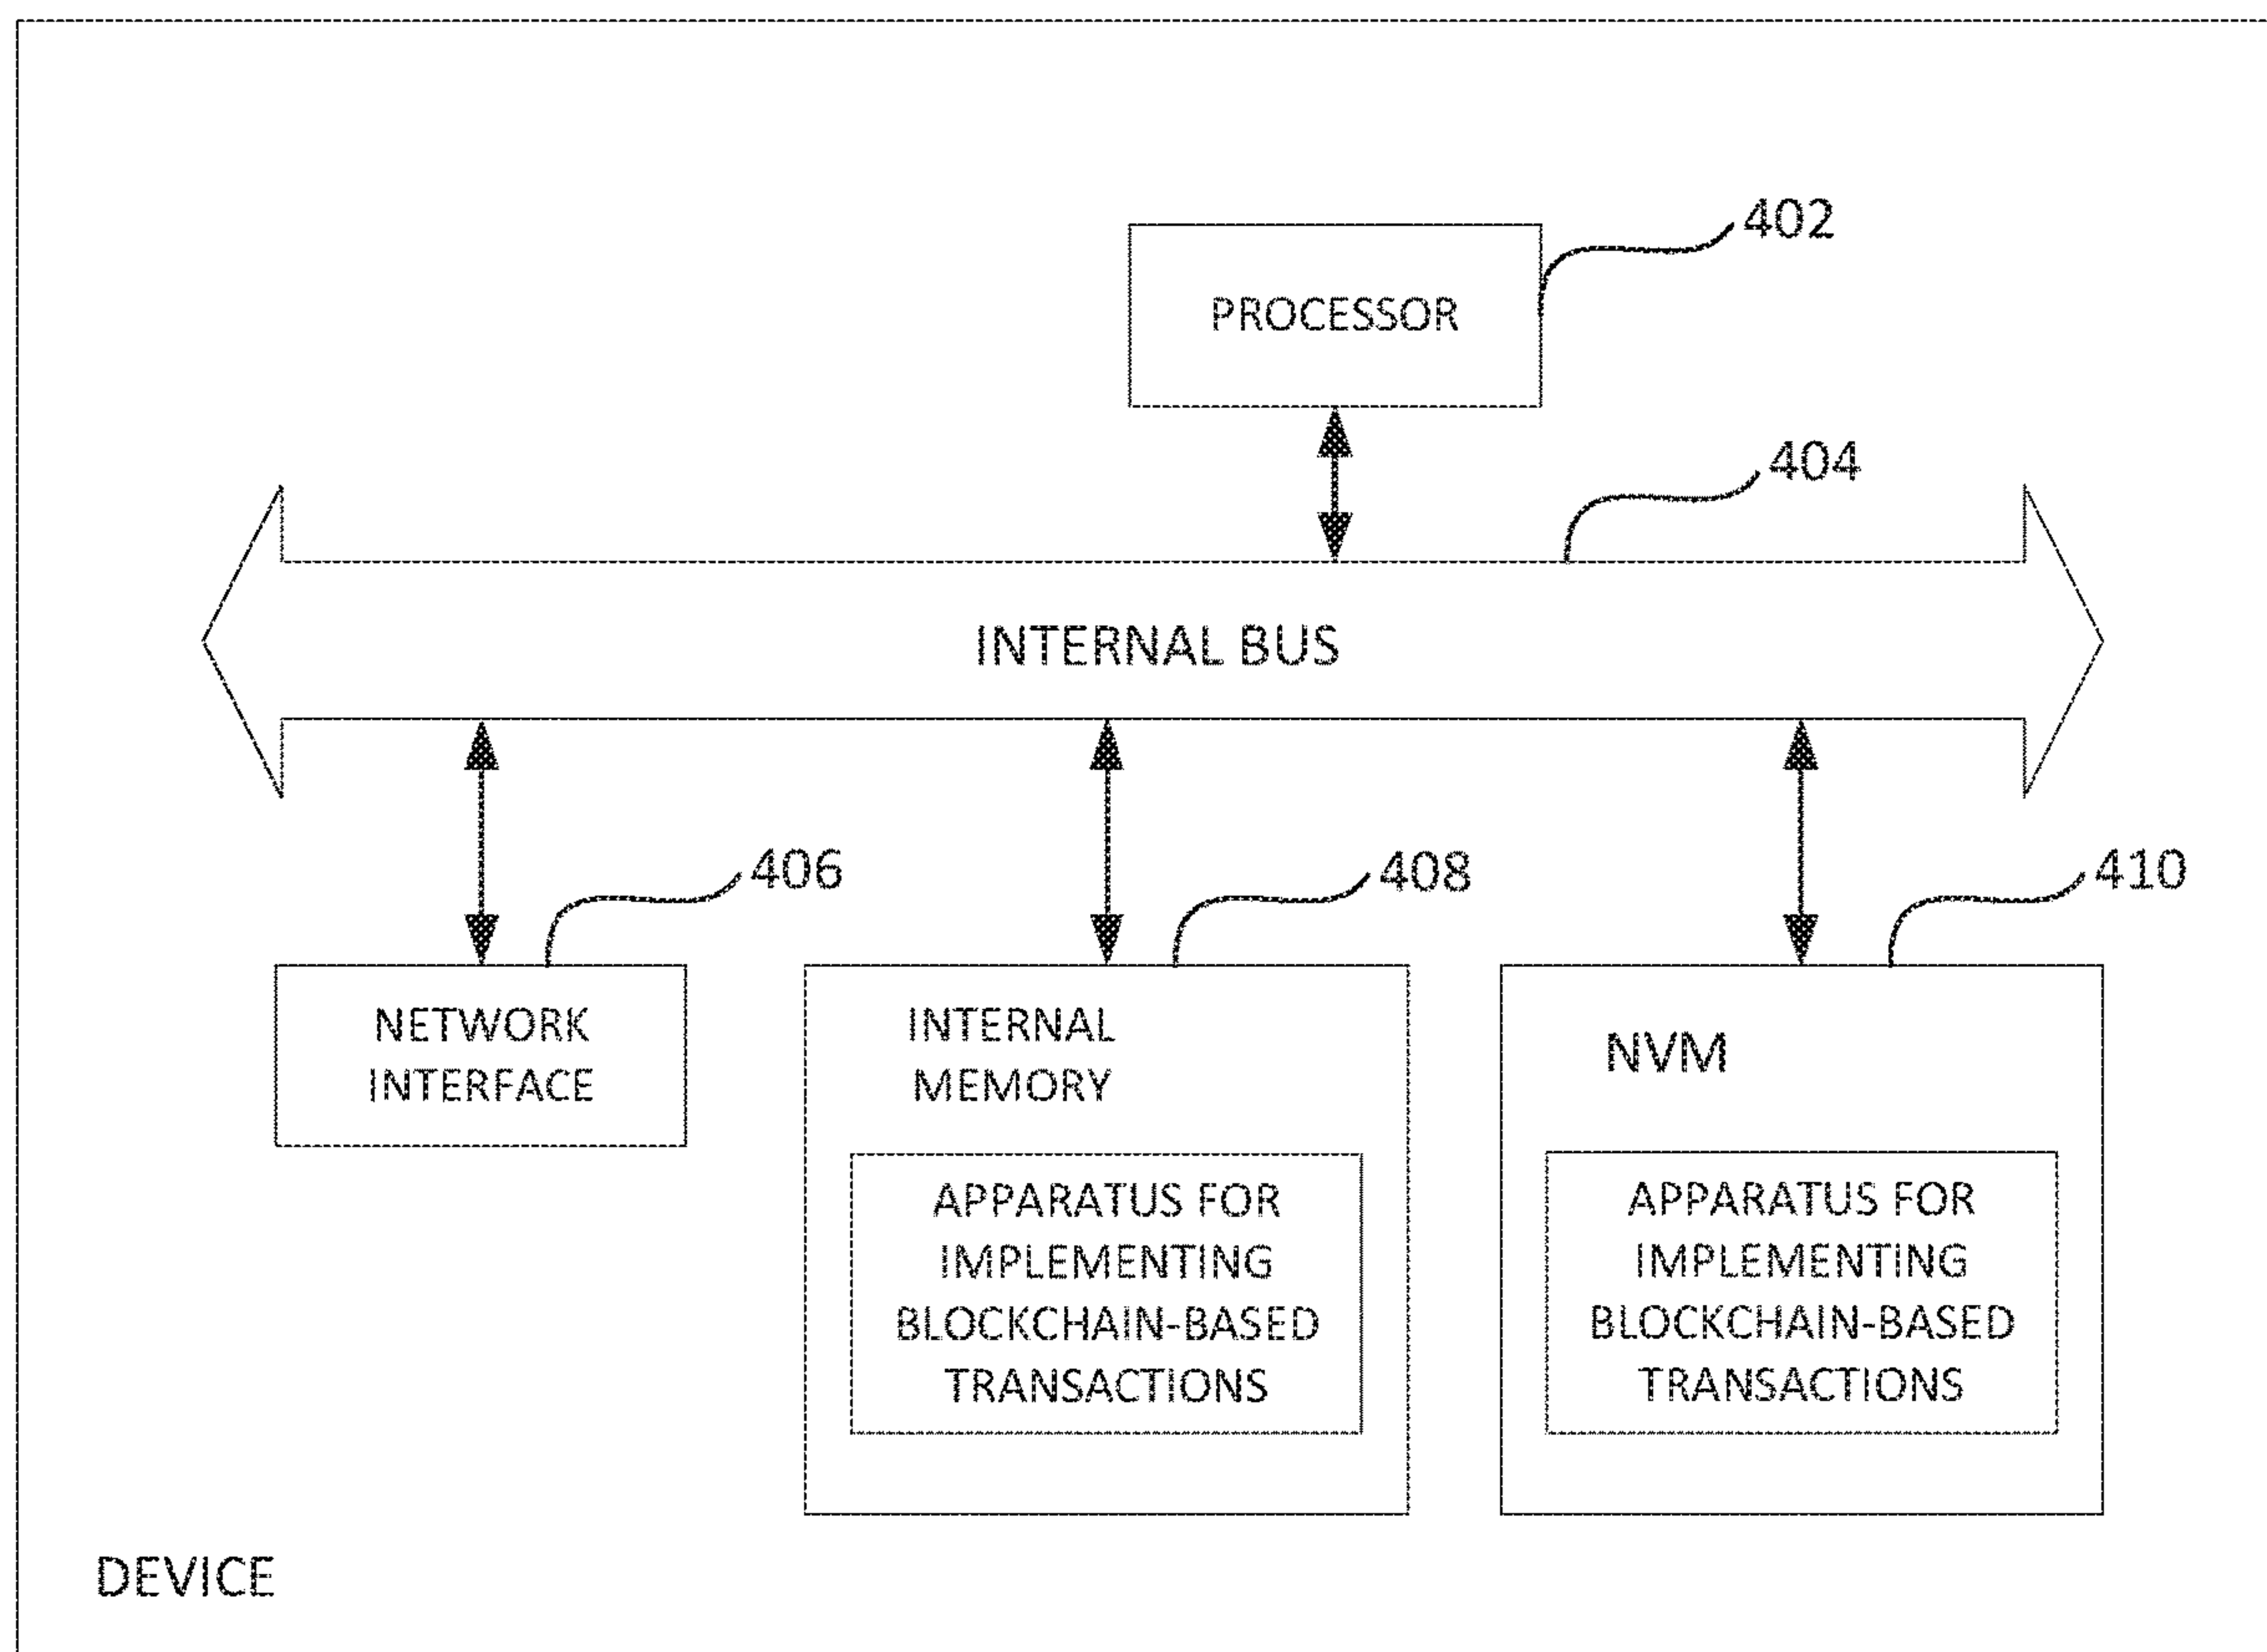 402
PROCESSOR
404
INTERNAL BUS
406
408
410
NETWORK
INTERFACE
INTERNAL
MEMORY
APPARATUS FOR
IMPLEMENTING
BLOCKCHAIN-BASED
TRANSACTIONS
NVM
APPARATUS FOR
IMPLEMENTING
BLOCKCHAIN-BASED
TRANSACTIONS
DEVICE